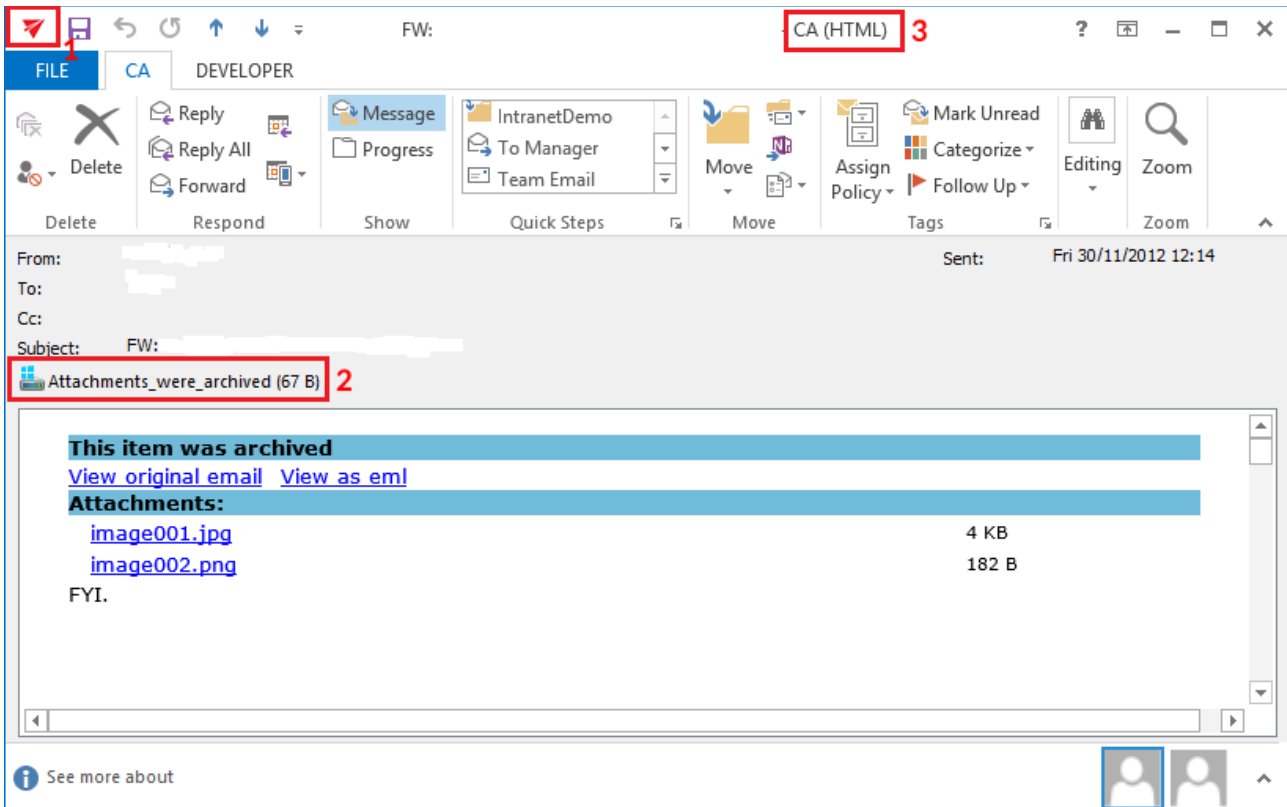 FW: - CA (HTML) 3 ?
1
FILE CA DEVELOPER
Delete
Reply
Reply All
Forward
Message
Progress
IntranetDemo
To Manager
Team Email
Move
Assign
Policy
Mark Unread
Categorize
Follow Up
Editing
Zoom
Delete Respond Show Quick Steps Move Tags Zoom
From: Sent: Fri 30/11/2012 12:14
To:
Cc:
Subject: FW:
Attachments_were_archived (67 B) 2
This item was archived
View original email View as eml
Attachments:
image001.jpg 4 KB
image002.png 182 B
FYI.
See more about